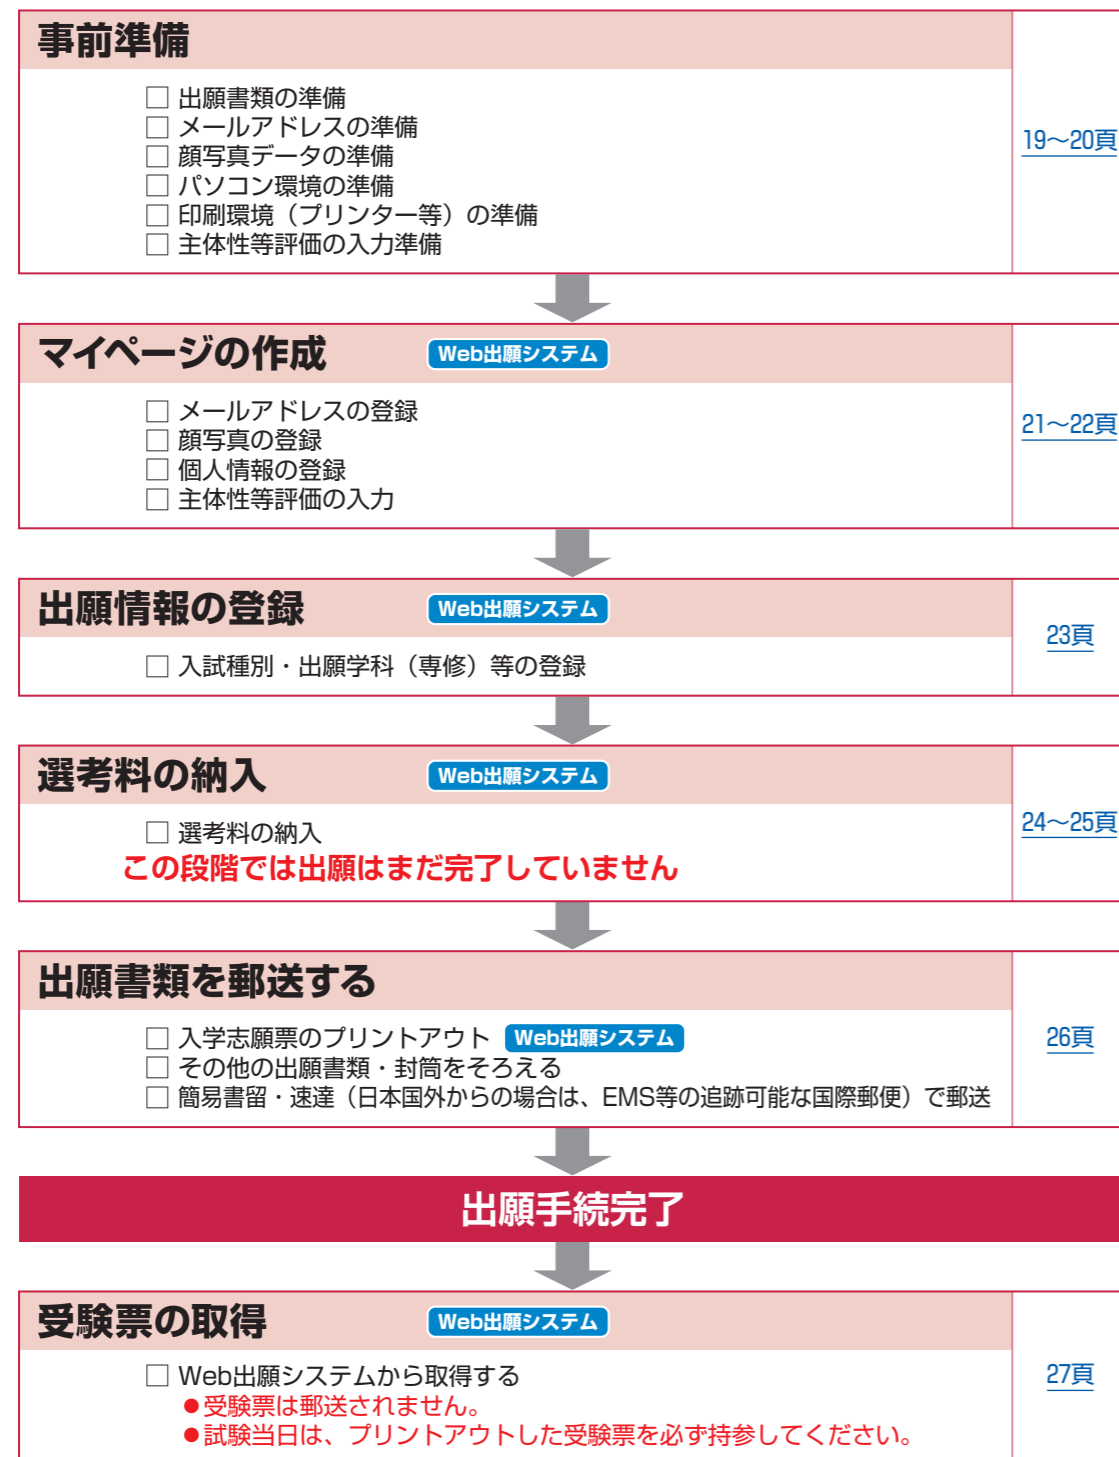 事前準備
□ 出願書類の準備
□ メールアドレスの準備
□ 顔写真データの準備
□ パソコン環境の準備
□ 印刷環境（プリンター等）の準備
□ 主体性等評価の入力準備
19〜20頁
マイページの作成 Web出願システム
□ メールアドレスの登録
□ 顔写真の登録
□ 個人情報の登録
□ 主体性等評価の入力
21〜22頁
出願情報の登録 Web出願システム
□ 入試種別・出願学科（専修）等の登録
23頁
選考料の納入 Web出願システム
□ 選考料の納入
この段階では出願はまだ完了していません
24〜25頁
出願書類を郵送する
□ 入学志願票のプリントアウト Web出願システム
□ その他の出願書類・封筒をそろえる
□ 簡易書留・速達（日本国外からの場合は、EMS等の追跡可能な国際郵便）で郵送
26頁
出願手続完了
受験票の取得 Web出願システム
□ Web出願システムから取得する
●受験票は郵送されません。
●試験当日は、プリントアウトした受験票を必ず持参してください。
27頁